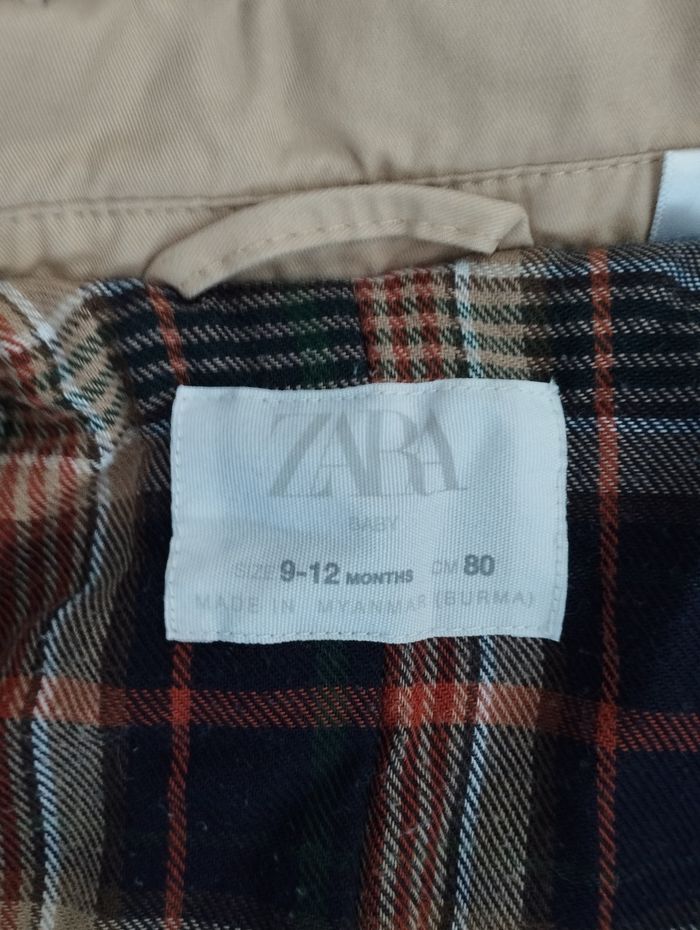 ZARA
BABY
SIZE 9-12 MONTHS CM 80
MADE IN MYANMAR (BURMA)